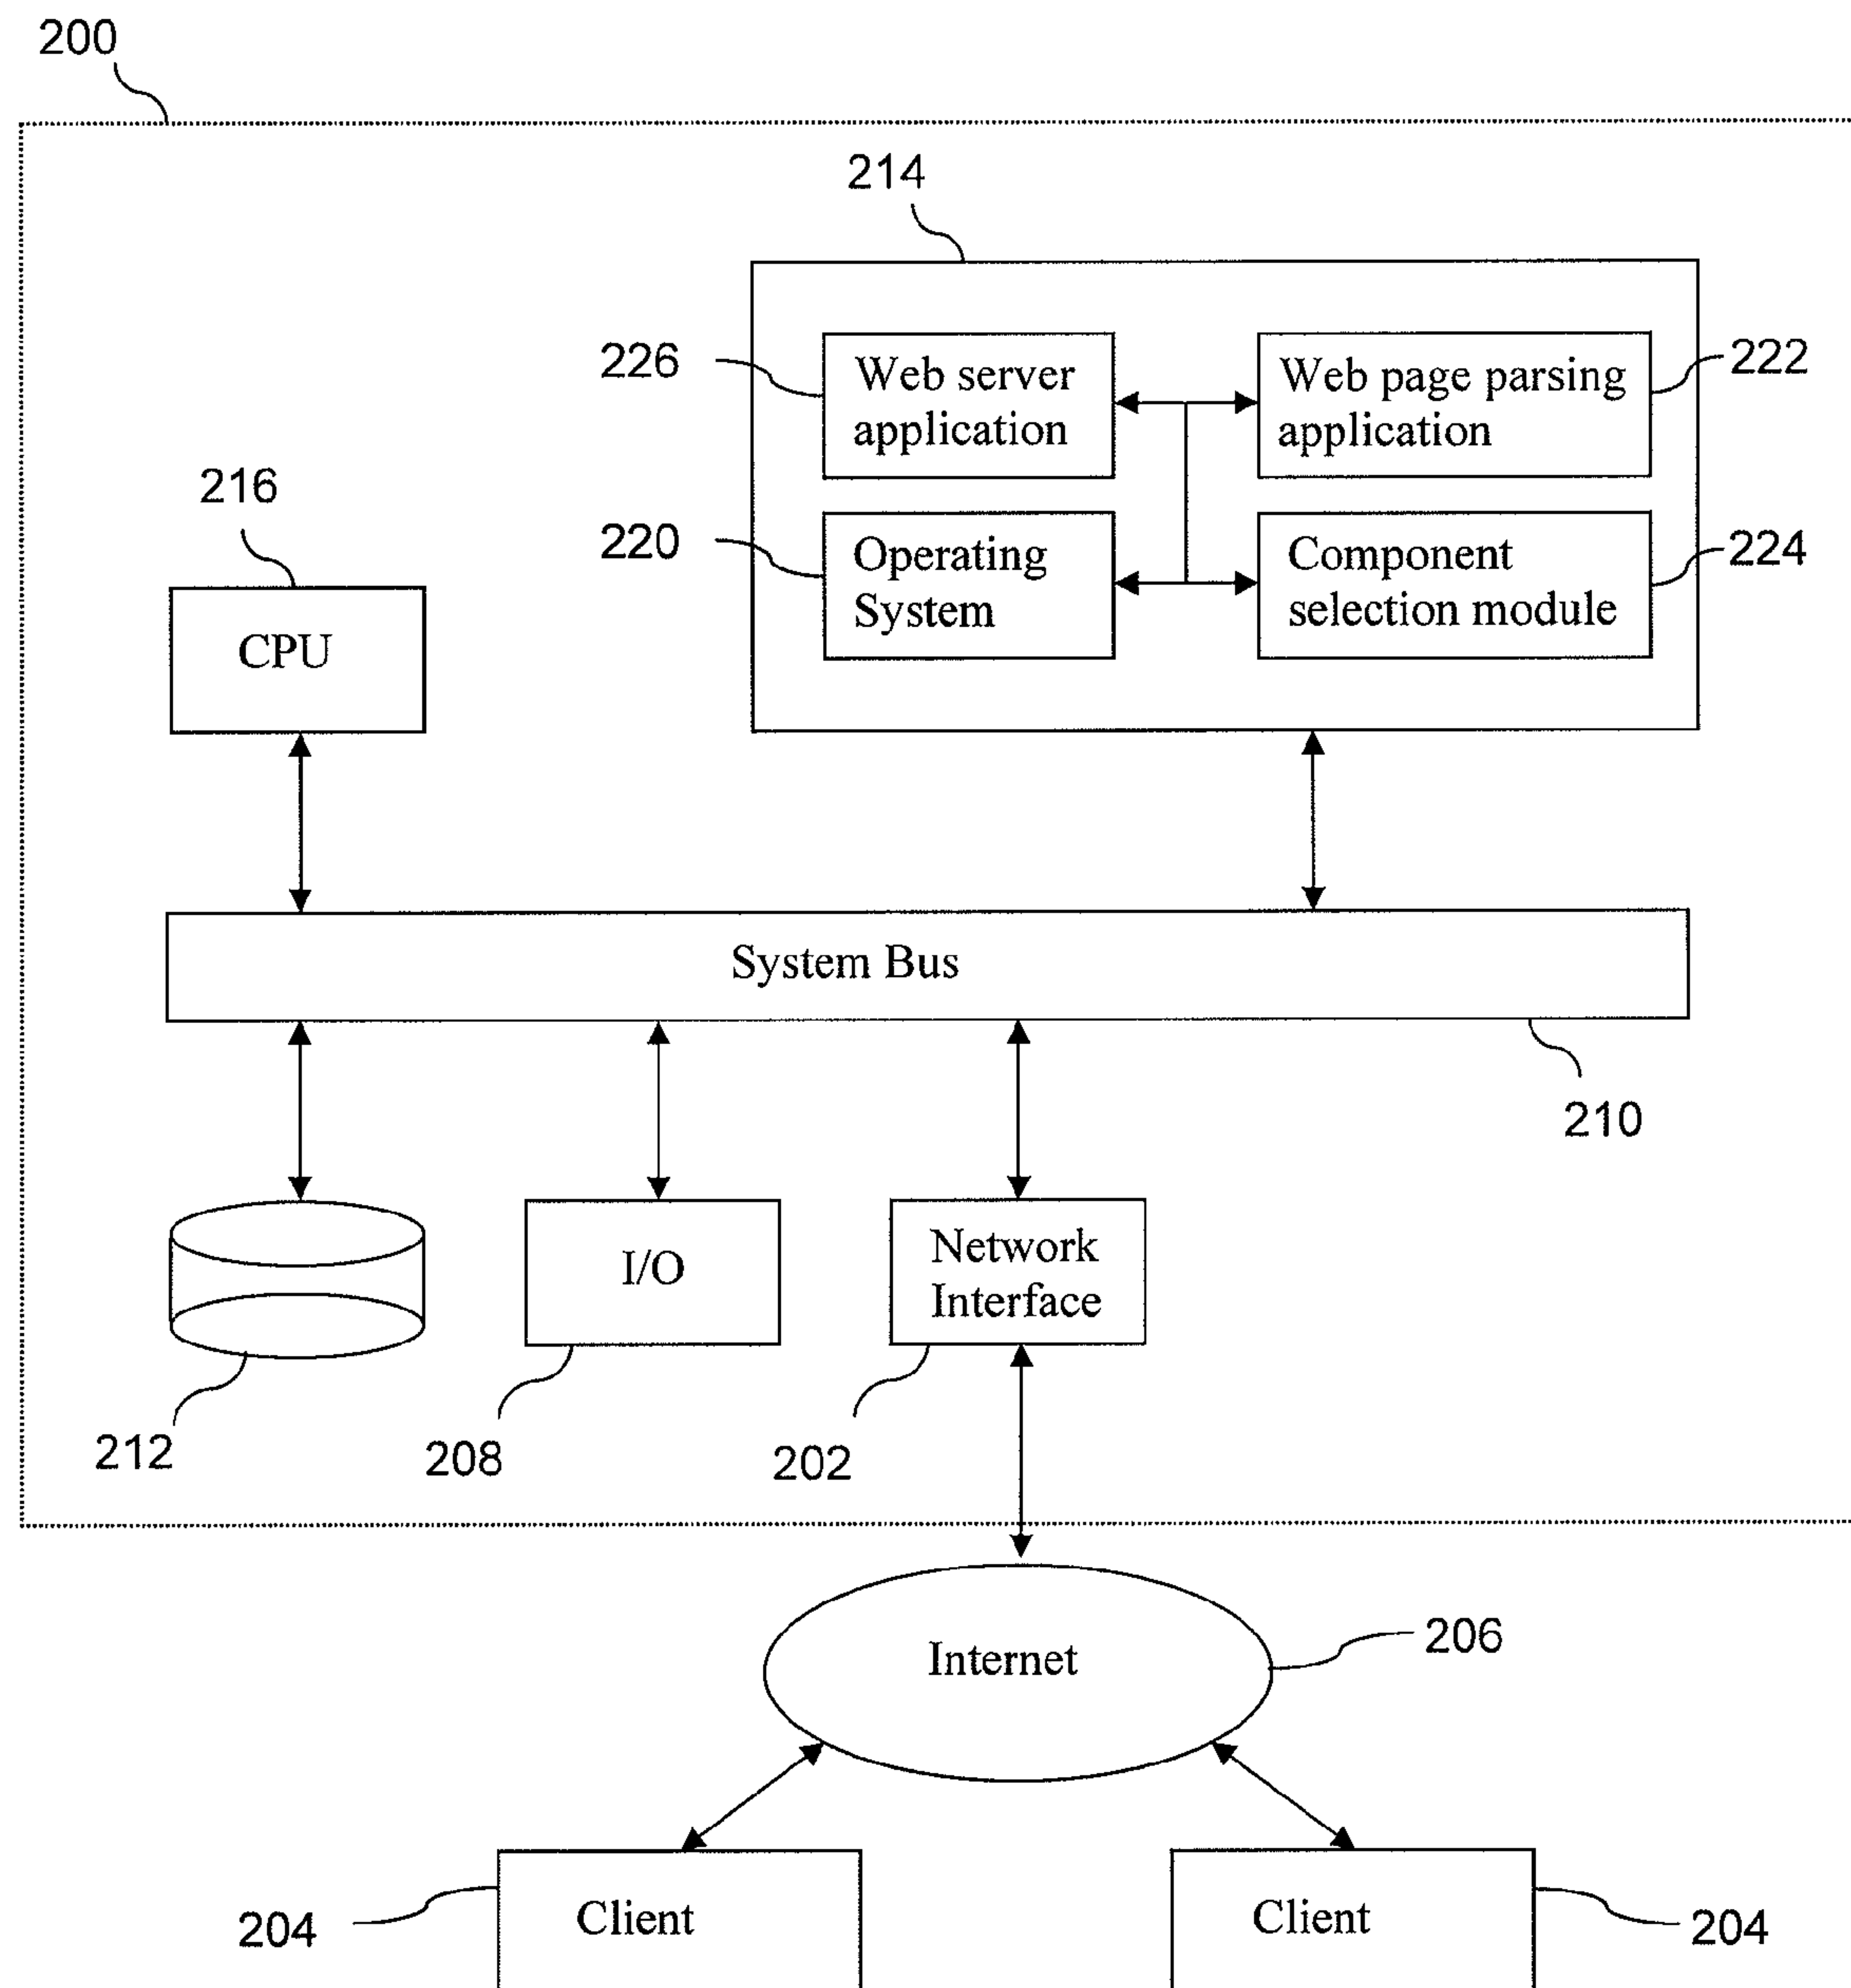 200
214
226
Web server
application
Web page parsing
application
222
216
220
Operating
System
Component
selection module
224
CPU
System Bus
210
I/O
Network
Interface
212
208
202
Internet
206
204
Client
Client
204